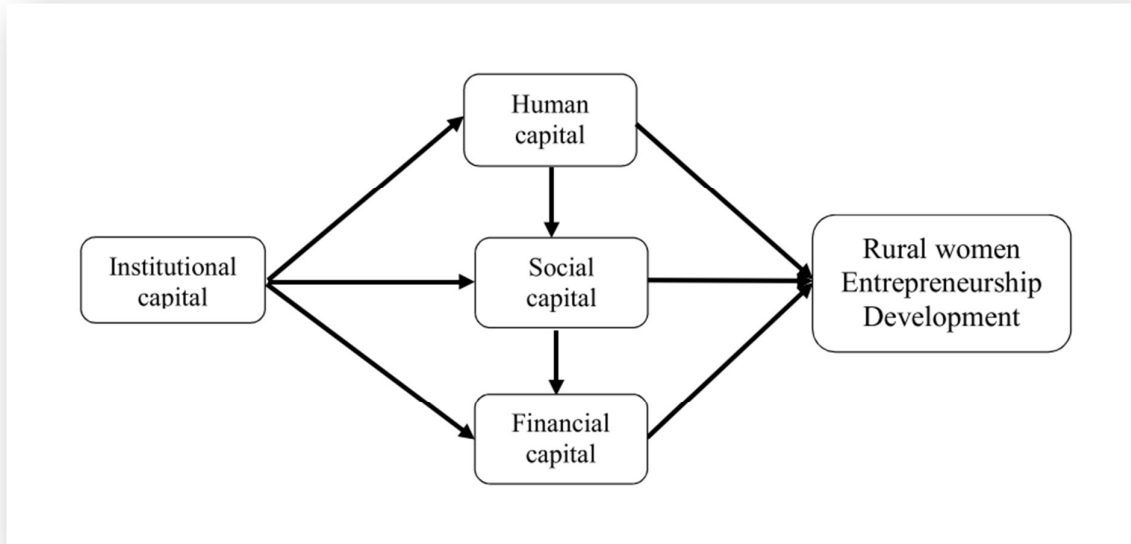 Human
capital
Institutional
capital
Social
capital
Rural women
Entrepreneurship
Development
Financial
capital